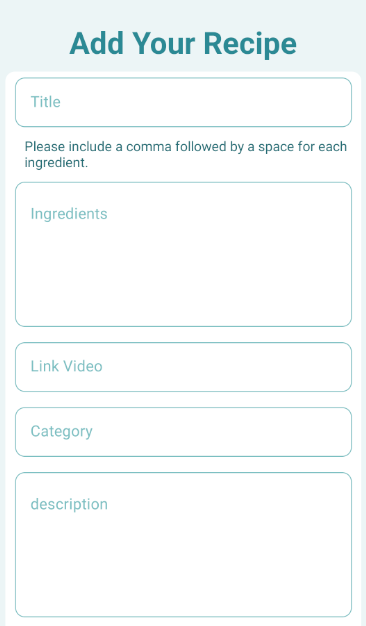 Add Your Recipe
Title
Please include a comma followed by a space for each
ingredient.
Ingredients
Link Video
Category
description